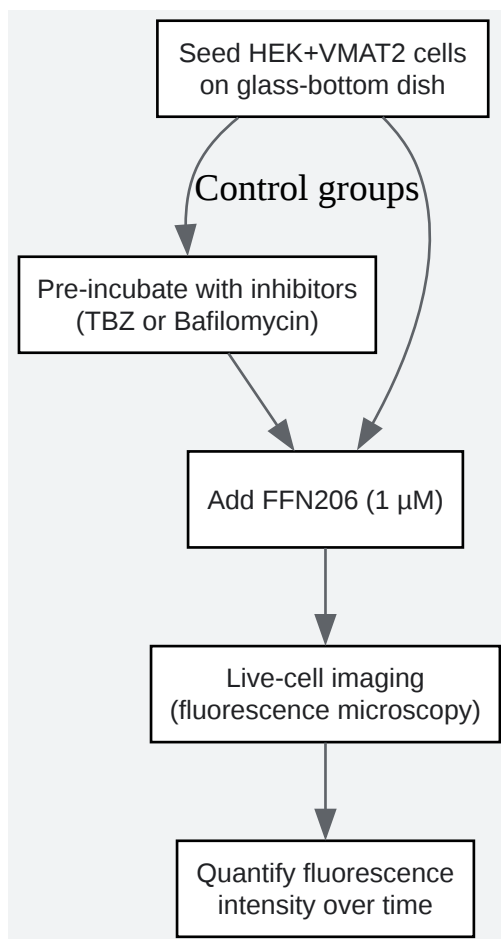 Seed HEK+VMAT2 cells
on glass-bottom dish
Control groups
Pre-incubate with inhibitors
(TBZ or Bafilomycin)
Add FFN206 (1 µM)
Live-cell imaging
(fluorescence microscopy)
Quantify fluorescence
intensity over time